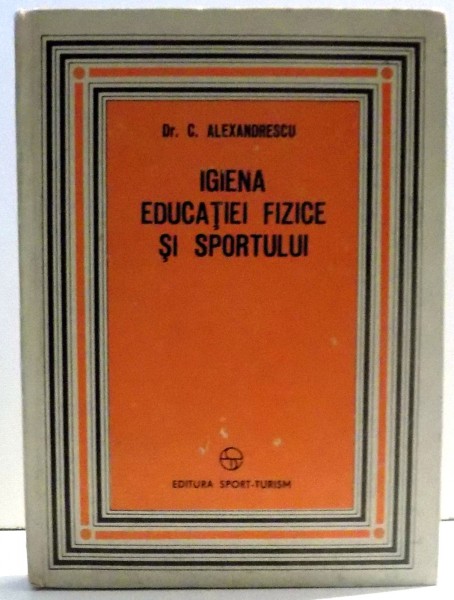 Dr. C. ALEXANDRESCU
IGIENA
EDUCAŢIEI FIZICE
ŞI SPORTULUI
EDITURA SPORT-TURISM